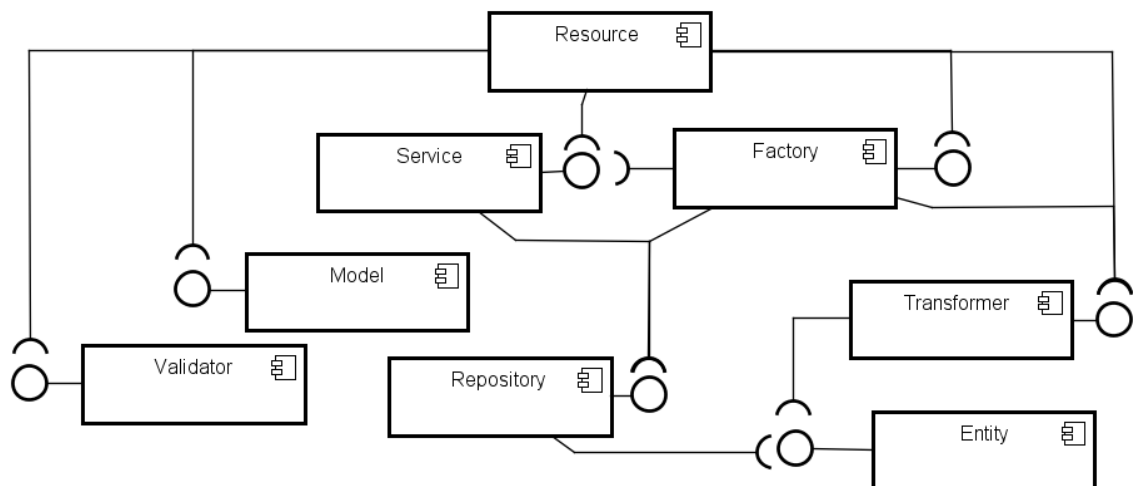 Resource
Service
Factory
Model
Transformer
Validator
Repository
Entity